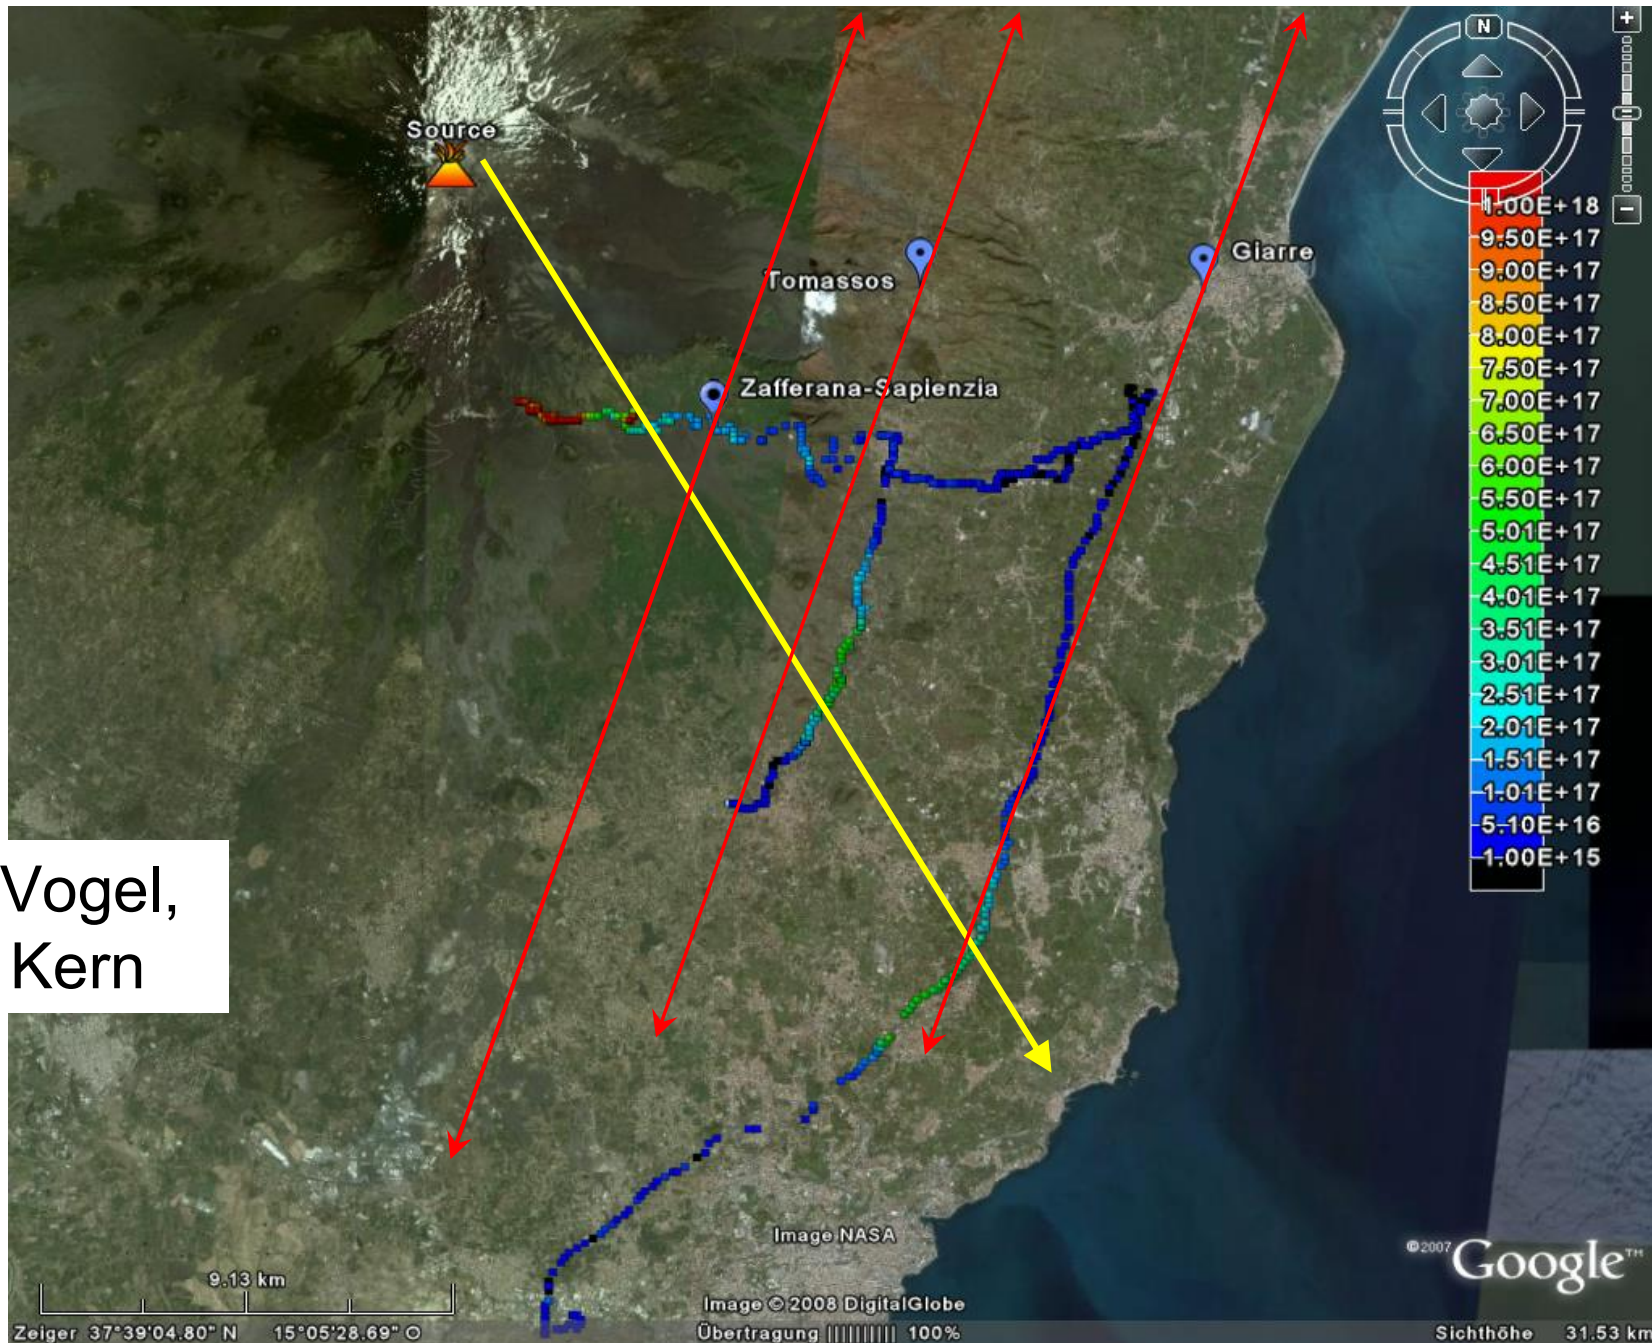 N
Source
1.00E+18
9.50E+17
9.00E+17
8.50E+17
8.00E+17
7.50E+17
7.00E+17
6.50E+17
6.00E+17
5.50E+17
5.01E+17
4.51E+17
4.01E+17
3.51E+17
3.01E+17
2.51E+17
2.01E+17
1.51E+17
1.01E+17
5.10E+16
1.00E+15
Giarre
Tomassos
Zafferana-Sapienzia
Vogel,
Kern
Image NASA
©2007 Google™
9.13 km
Image © 2008 DigitalGlobe
Zeiger 37°39'04.80" N 15°05'28.69" O
Übertragung |||||||||| 100%
Sichthöhe 31.53 km